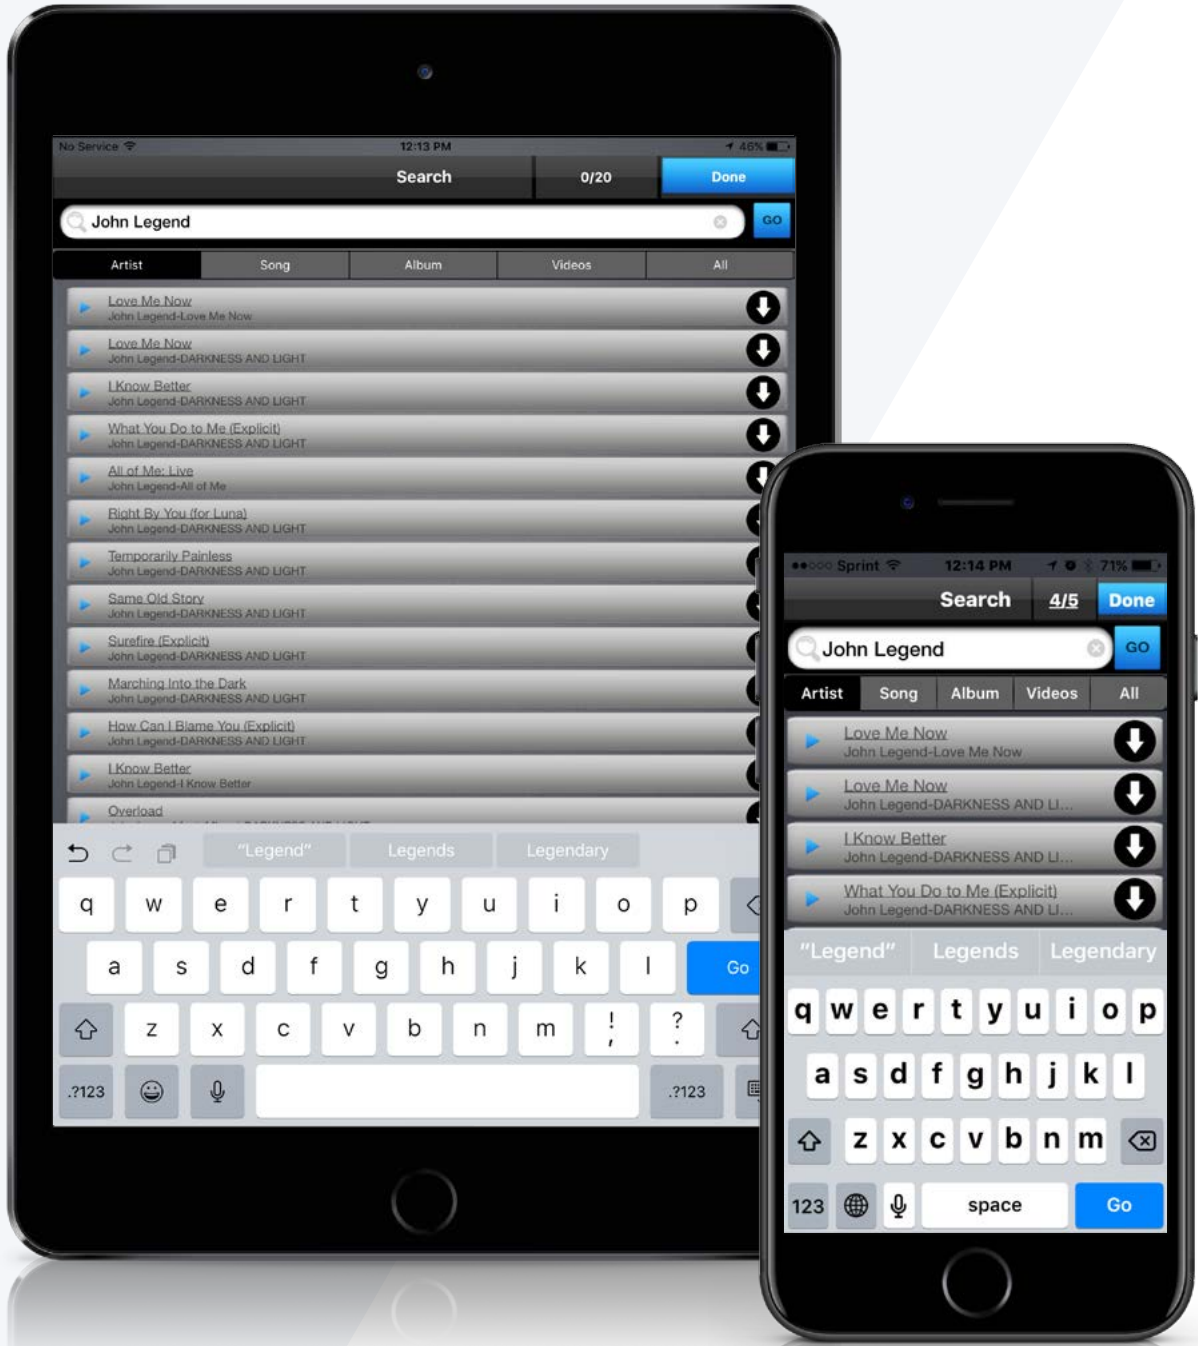 No Service 12:13 PM 46%
Search 0/20 Done
John Legend GO
Artist Song Album Videos All
Love Me Now
John Legend-Love Me Now
Love Me Now
John Legend-DARKNESS AND LIGHT
I Know Better
John Legend-DARKNESS AND LIGHT
What You Do to Me (Explicit)
John Legend-DARKNESS AND LIGHT
All of Me: Live
John Legend-All of Me
Right By You (for Luna)
John Legend-DARKNESS AND LIGHT
Temporarily Painless
John Legend-DARKNESS AND LIGHT
Same Old Story
John Legend-DARKNESS AND LIGHT
Surefire (Explicit)
John Legend-DARKNESS AND LIGHT
Marching Into the Dark
John Legend-DARKNESS AND LIGHT
How Can I Blame You (Explicit)
John Legend-DARKNESS AND LIGHT
I Know Better
John Legend-I Know Better
Overload
"Legend" Legends Legendary
q w e r t y u i o p
a s d f g h j k l Go
z x c v b n m ! , ? .
.?123 .?123
Sprint 12:14 PM 71%
Search 4/5 Done
John Legend GO
Artist Song Album Videos All
Love Me Now
John Legend-Love Me Now
Love Me Now
John Legend-DARKNESS AND LI...
I Know Better
John Legend-DARKNESS AND LI...
What You Do to Me (Explicit)
John Legend-DARKNESS AND LI...
"Legend" Legends Legendary
q w e r t y u i o p
a s d f g h j k l
z x c v b n m
123 space Go